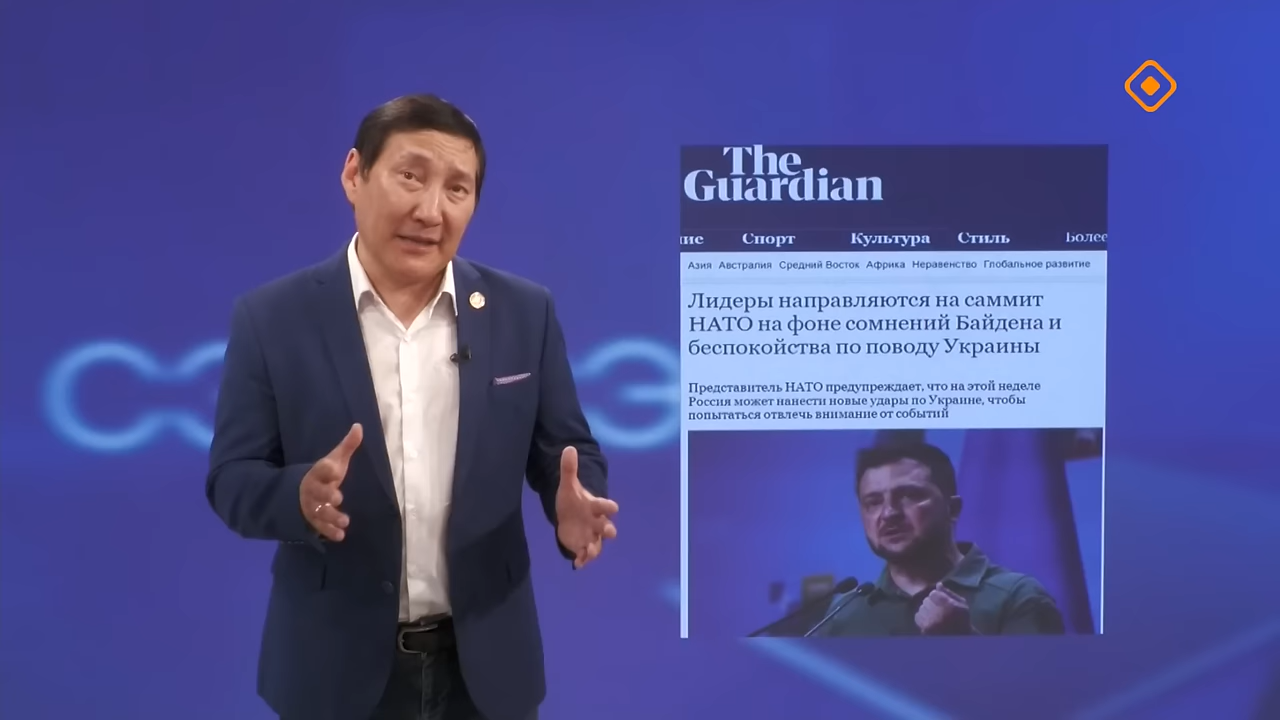 The
Guardian
Спорт
Культура
Стиль
Азия Австралия Средний Восток Африка Неравенство Глобальное развитие
Лидеры направляются на саммит
НАТО на фоне сомнений Байдена и
беспокойства по поводу Украины
Представитель НАТО предупреждает, что на этой неделе
Россия может нанести новые удары по Украине, чтобы
попытаться отвлечь внимание от событий